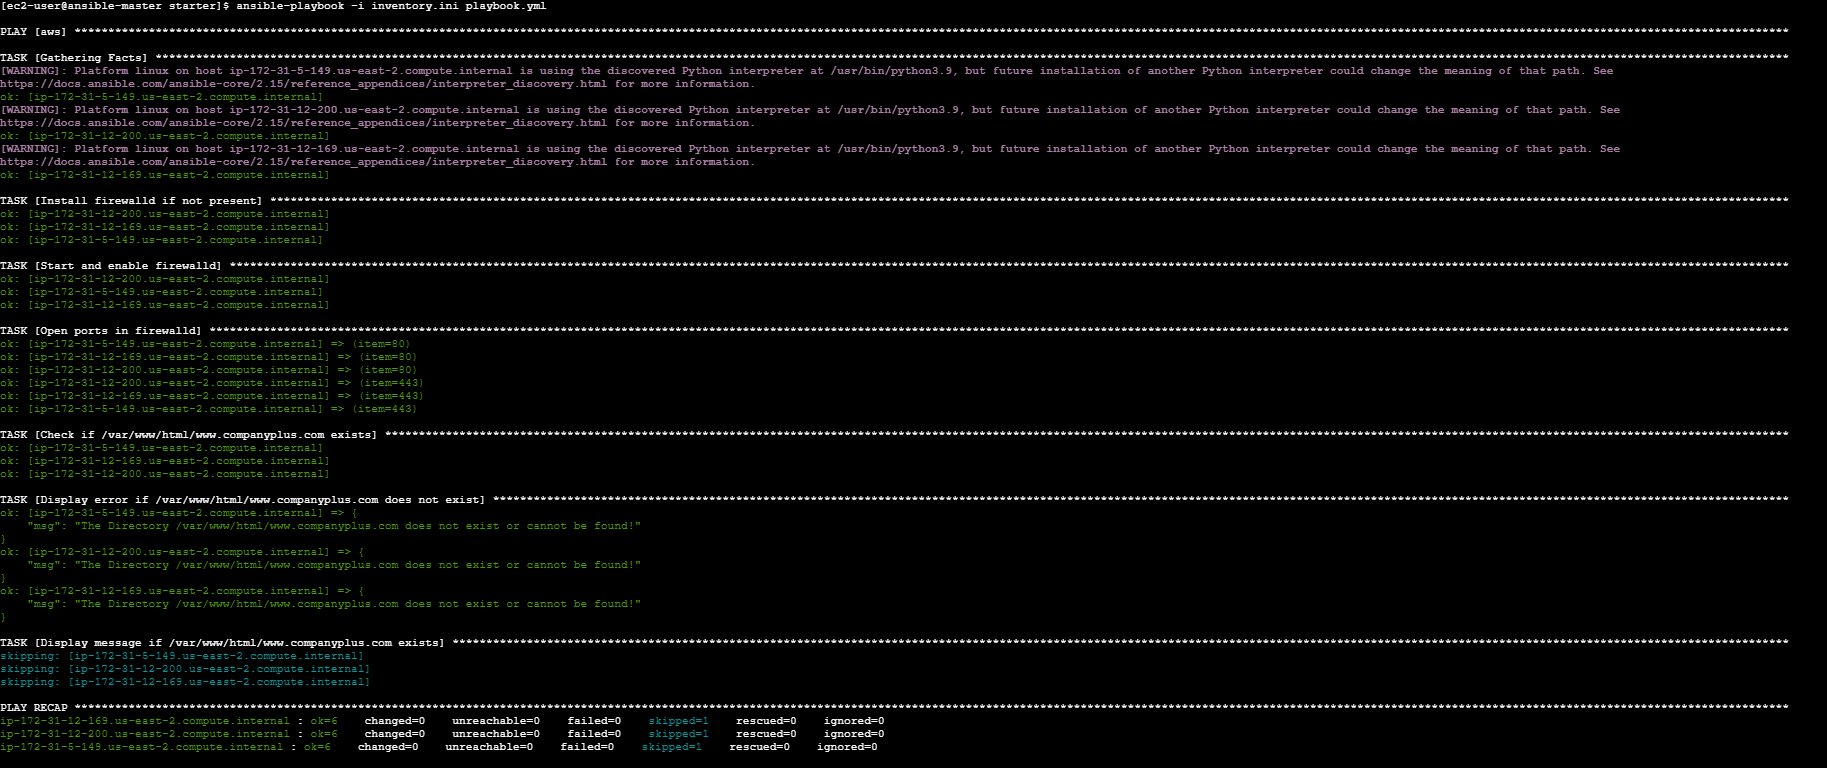 [ec2-user@ansible-master starter]$ ansible-playbook -i inventory.ini playbook.yml
PLAY [aws] ***************************************************************************************************************************************************************************************************************************************************************
TASK [Gathering Facts] ***************************************************************************************************************************************************************************************************************************************************
[WARNING]: Platform linux on host ip-172-31-5-149.us-east-2.compute.internal is using the discovered Python interpreter at /usr/bin/python3.9, but future installation of another Python interpreter could change the meaning of that path. See
https://docs.ansible.com/ansible-core/2.15/reference_appendices/interpreter_discovery.html for more information.
ok: [ip-172-31-5-149.us-east-2.compute.internal]
[WARNING]: Platform linux on host ip-172-31-12-200.us-east-2.compute.internal is using the discovered Python interpreter at /usr/bin/python3.9, but future installation of another Python interpreter could change the meaning of that path. See
https://docs.ansible.com/ansible-core/2.15/reference_appendices/interpreter_discovery.html for more information.
ok: [ip-172-31-12-200.us-east-2.compute.internal]
[WARNING]: Platform linux on host ip-172-31-12-169.us-east-2.compute.internal is using the discovered Python interpreter at /usr/bin/python3.9, but future installation of another Python interpreter could change the meaning of that path. See
https://docs.ansible.com/ansible-core/2.15/reference_appendices/interpreter_discovery.html for more information.
ok: [ip-172-31-12-169.us-east-2.compute.internal]
TASK [Install firewalld if not present] **********************************************************************************************************************************************************************************************************************************
ok: [ip-172-31-12-200.us-east-2.compute.internal]
ok: [ip-172-31-12-169.us-east-2.compute.internal]
ok: [ip-172-31-5-149.us-east-2.compute.internal]
TASK [Start and enable firewalld] ****************************************************************************************************************************************************************************************************************************************
ok: [ip-172-31-12-200.us-east-2.compute.internal]
ok: [ip-172-31-5-149.us-east-2.compute.internal]
ok: [ip-172-31-12-169.us-east-2.compute.internal]
TASK [Open ports in firewalld] *******************************************************************************************************************************************************************************************************************************************
ok: [ip-172-31-5-149.us-east-2.compute.internal] => (item=80)
ok: [ip-172-31-12-169.us-east-2.compute.internal] => (item=80)
ok: [ip-172-31-12-200.us-east-2.compute.internal] => (item=80)
ok: [ip-172-31-12-200.us-east-2.compute.internal] => (item=443)
ok: [ip-172-31-12-169.us-east-2.compute.internal] => (item=443)
ok: [ip-172-31-5-149.us-east-2.compute.internal] => (item=443)
TASK [Check if /var/www/html/www.companyplus.com exists] *****************************************************************************************************************************************************************************************************************
ok: [ip-172-31-5-149.us-east-2.compute.internal]
ok: [ip-172-31-12-169.us-east-2.compute.internal]
ok: [ip-172-31-12-200.us-east-2.compute.internal]
TASK [Display error if /var/www/html/www.companyplus.com does not exist] *************************************************************************************************************************************************************************************************
ok: [ip-172-31-5-149.us-east-2.compute.internal] => {
"msg": "The Directory /var/www/html/www.companyplus.com does not exist or cannot be found!"
}
ok: [ip-172-31-12-200.us-east-2.compute.internal] => {
"msg": "The Directory /var/www/html/www.companyplus.com does not exist or cannot be found!"
}
ok: [ip-172-31-12-169.us-east-2.compute.internal] => {
"msg": "The Directory /var/www/html/www.companyplus.com does not exist or cannot be found!"
}
TASK [Display message if /var/www/html/www.companyplus.com exists] *******************************************************************************************************************************************************************************************************
skipping: [ip-172-31-5-149.us-east-2.compute.internal]
skipping: [ip-172-31-12-200.us-east-2.compute.internal]
skipping: [ip-172-31-12-169.us-east-2.compute.internal]
PLAY RECAP ***************************************************************************************************************************************************************************************************************************************************************
ip-172-31-12-169.us-east-2.compute.internal : ok=6    changed=0    unreachable=0    failed=0    skipped=1    rescued=0    ignored=0
ip-172-31-12-200.us-east-2.compute.internal : ok=6    changed=0    unreachable=0    failed=0    skipped=1    rescued=0    ignored=0
ip-172-31-5-149.us-east-2.compute.internal : ok=6    changed=0    unreachable=0    failed=0    skipped=1    rescued=0    ignored=0